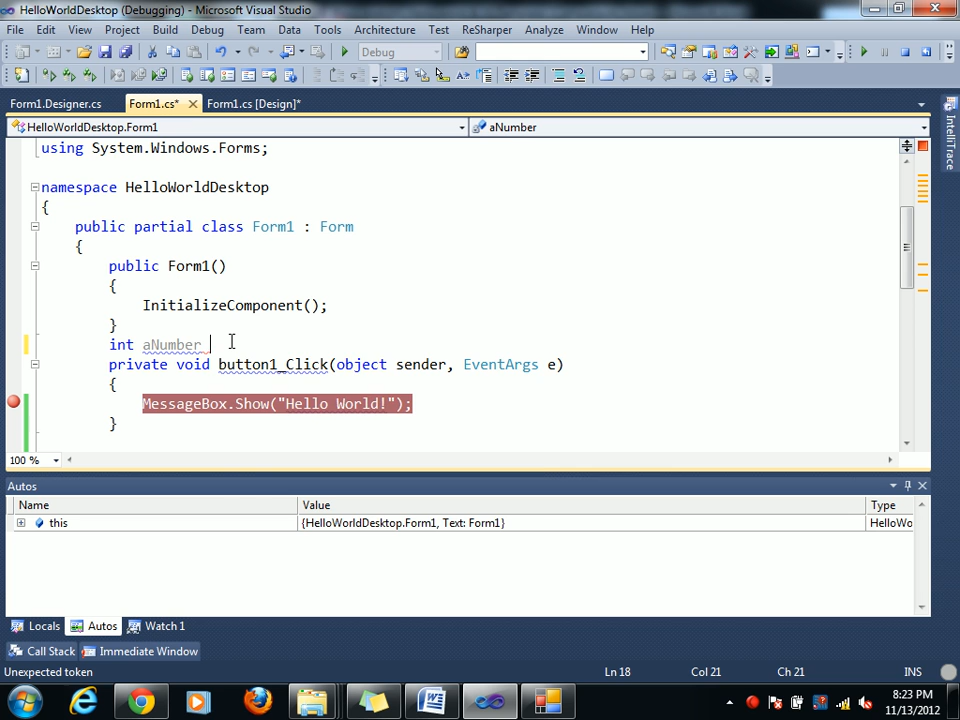 HelloWorldDesktop (Debugging) - Microsoft Visual Studio
File Edit View Project Build Debug Team Data Tools Architecture Test ReSharper Analyze Window Help
Debug
Form1.Designer.cs Form1.cs* Form1.cs [Design]*
HelloWorldDesktop.Form1 aNumber
IntelliTrace
using System.Windows.Forms;
namespace HelloWorldDesktop
{
public partial class Form1 : Form
{
public Form1()
{
InitializeComponent();
}
int aNumber
private void button1_Click(object sender, EventArgs e)
{
MessageBox.Show("Hello World!");
}
100 %
Autos
Name Value Type
this {HelloWorldDesktop.Form1, Text: Form1} HelloWo
Locals Autos Watch 1
Call Stack Immediate Window
Unexpected token Ln 18 Col 21 Ch 21 INS
8:23 PM
11/13/2012